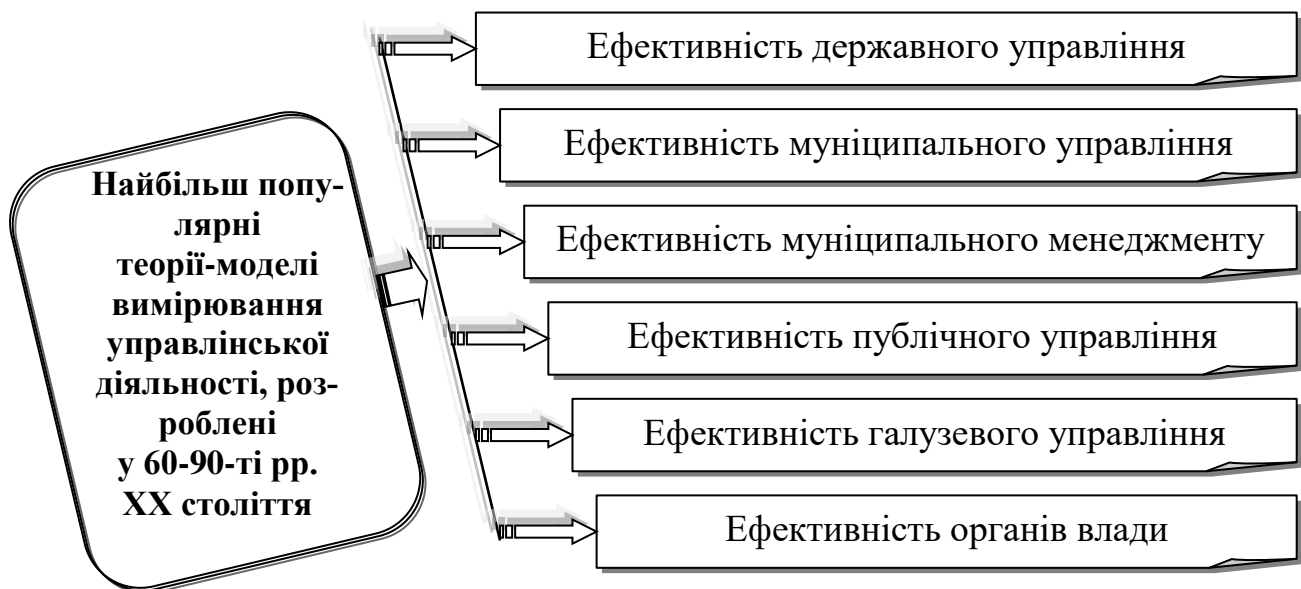 Найбільш попу-
лярні
теорії-моделі
вимірювання
управлінської
діяльності, роз-
роблені
у 60-90-ті рр.
ХХ століття
Ефективність державного управління
Ефективність муніципального управління
Ефективність муніципального менеджменту
Ефективність публічного управління
Ефективність галузевого управління
Ефективність органів влади